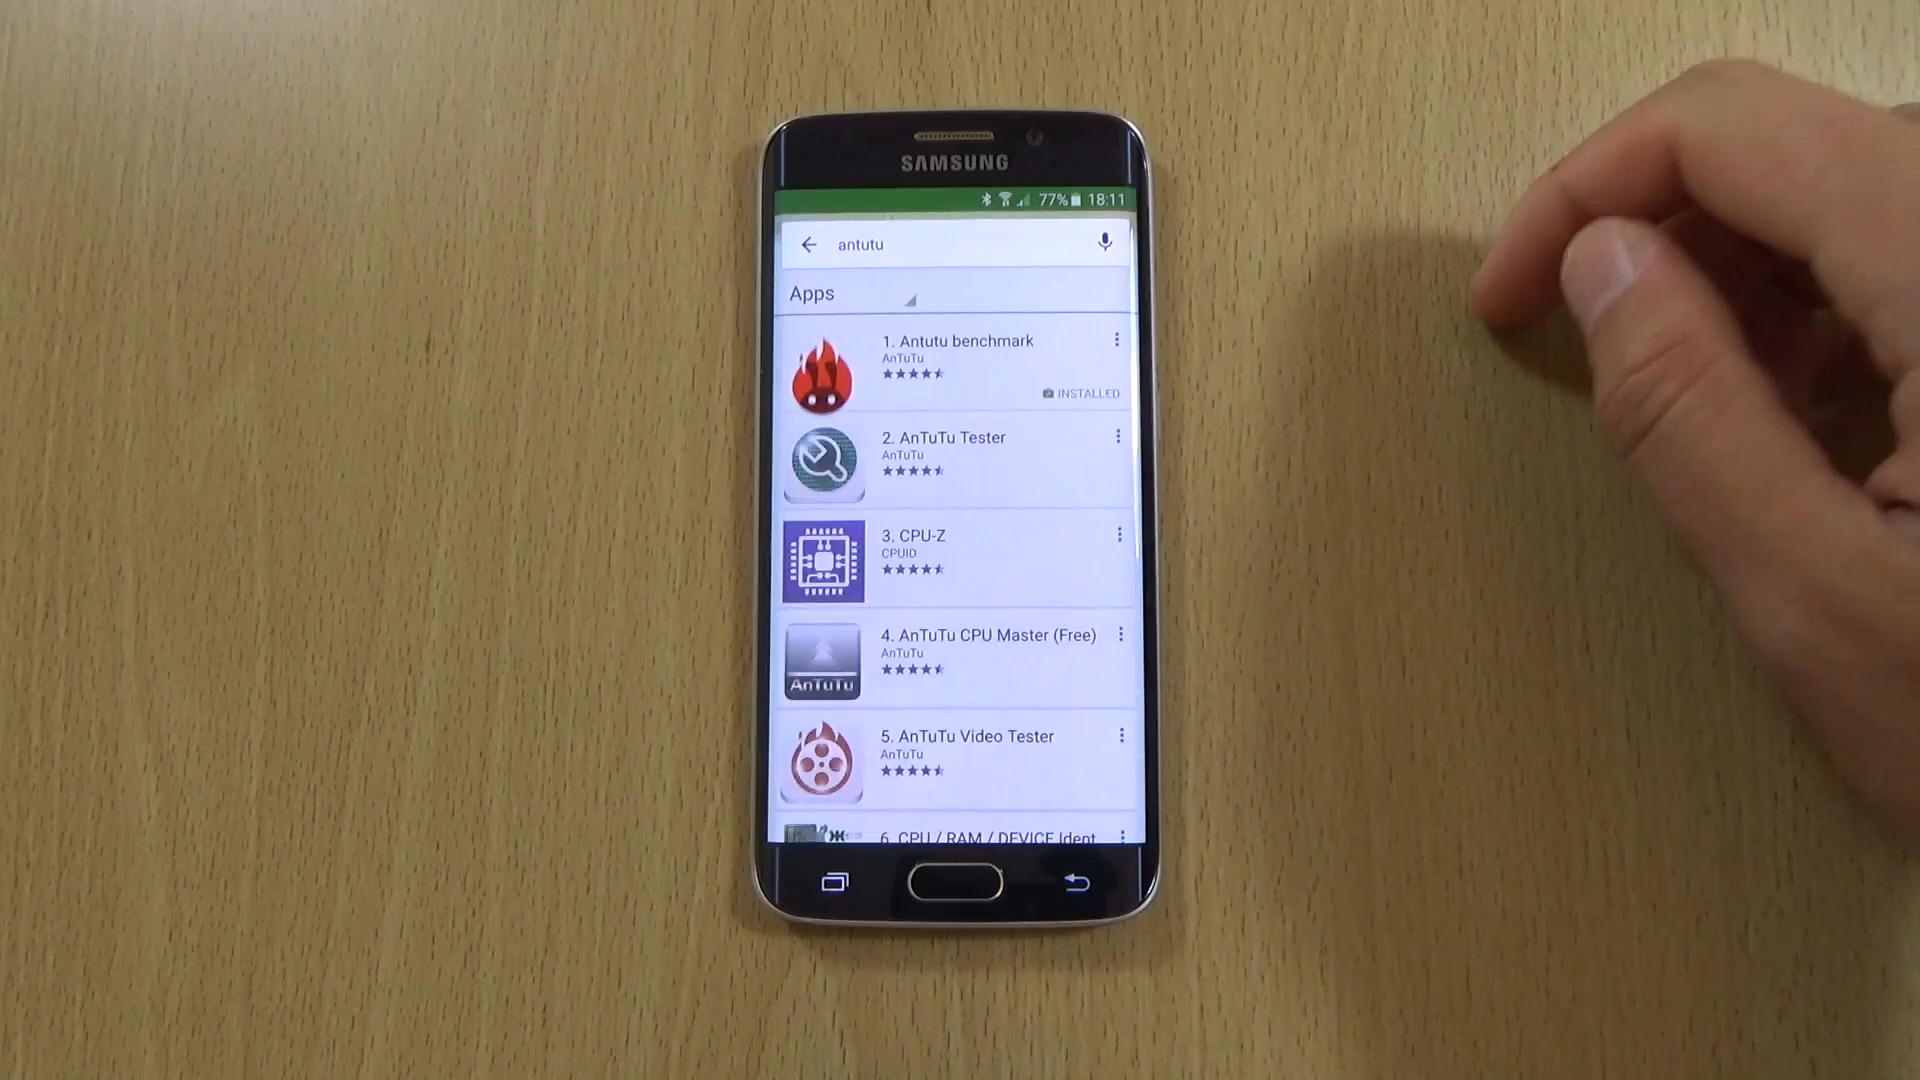 SAMSUNG
77% 18:11
antutu
Apps
1. Antutu benchmark
AnTuTu
INSTALLED
2. AnTuTu Tester
AnTuTu
3. CPU-Z
CPUID
4. AnTuTu CPU Master (Free)
AnTuTu
AnTuTu
5. AnTuTu Video Tester
AnTuTu
6. CPU / RAM / DEVICE Ident